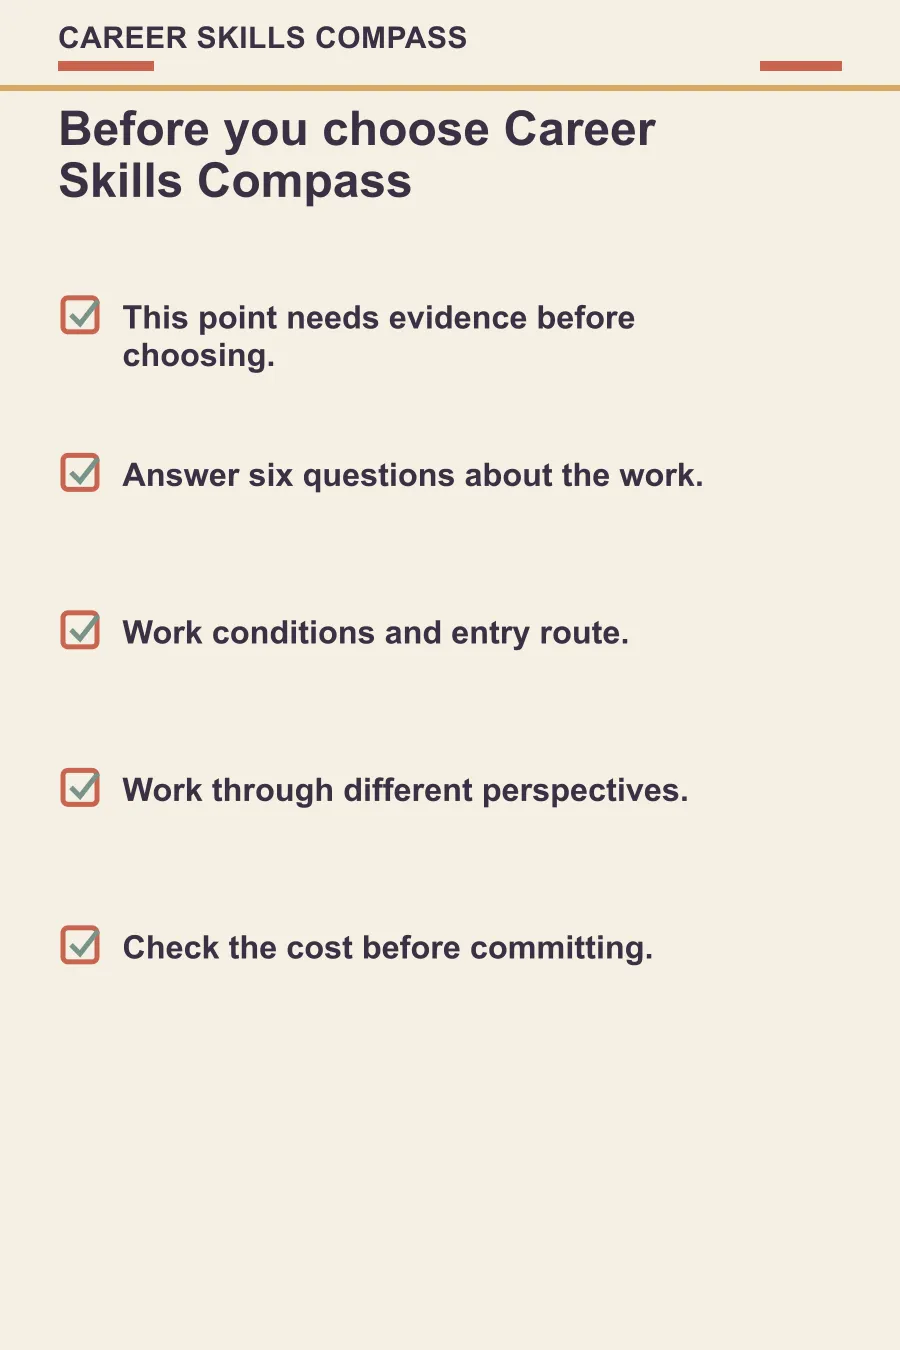 CAREER SKILLS COMPASS
Before you choose Career
Skills Compass
This point needs evidence before
choosing.
Answer six questions about the work.
Work conditions and entry route.
Work through different perspectives.
Check the cost before committing.